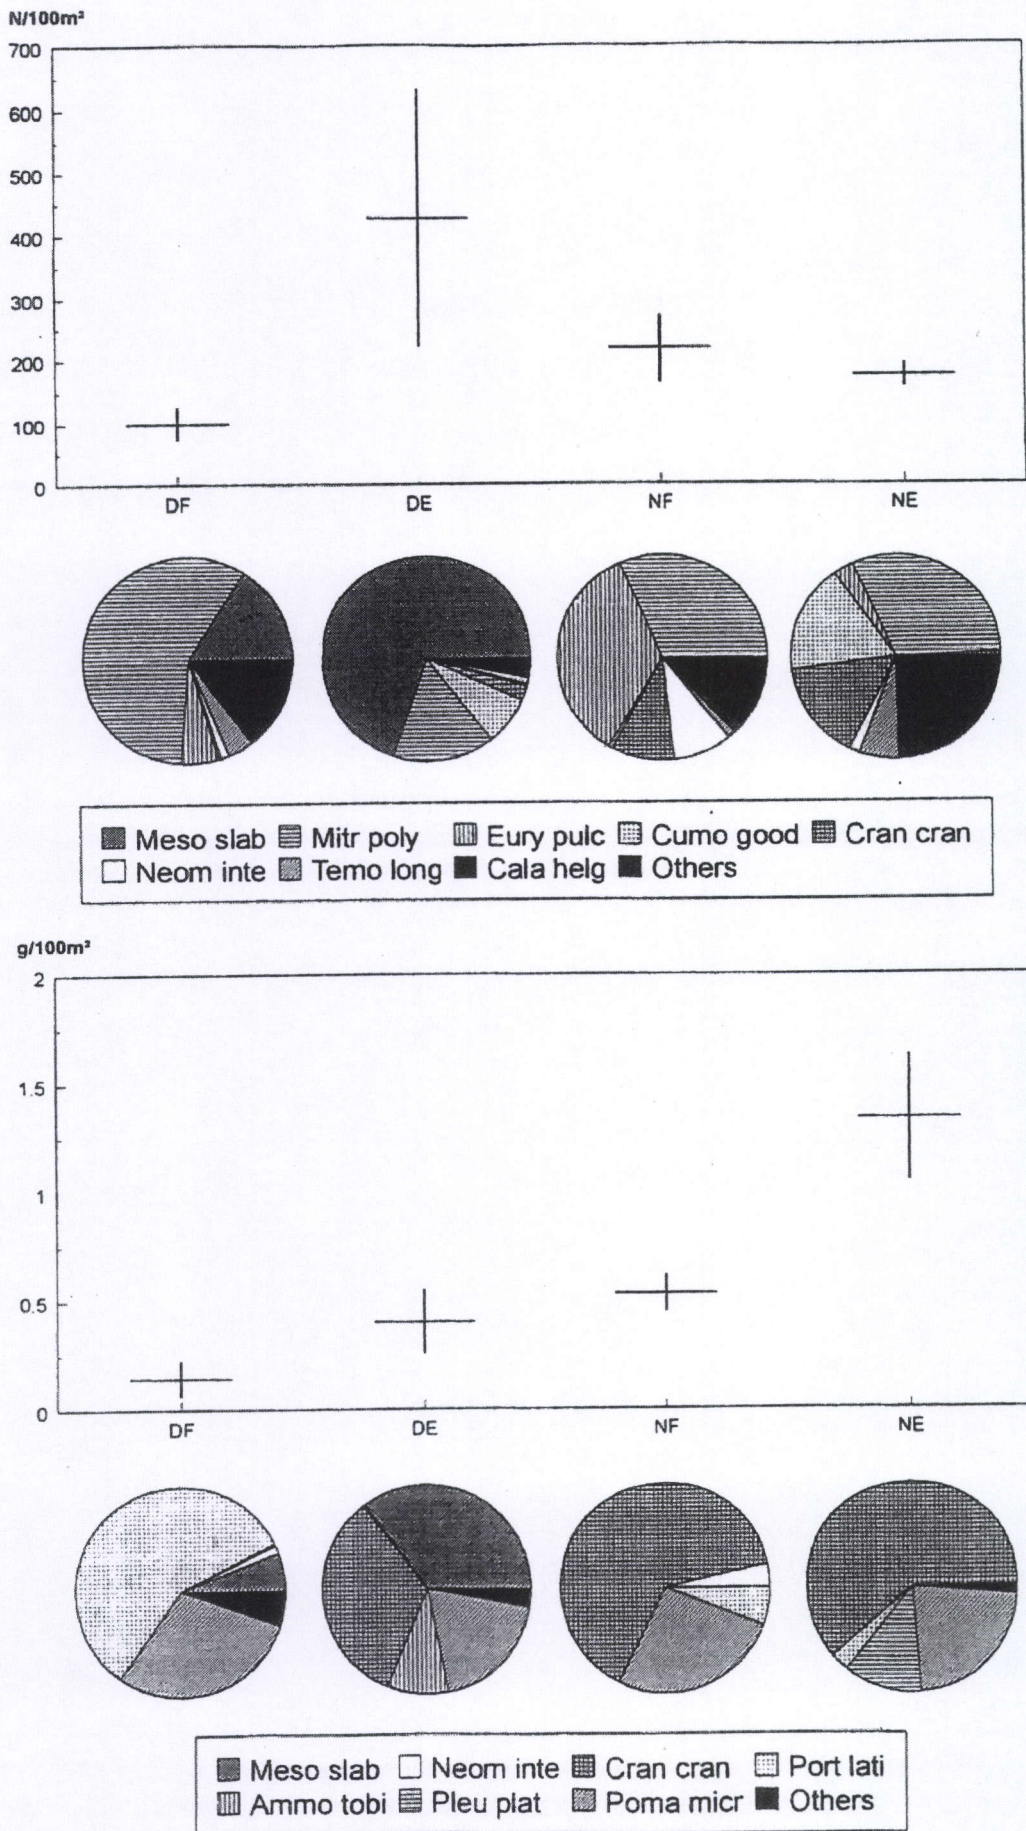 N/100m²
700
600
500
400
300
200
100
0
DF DE NF NE
Meso slab Mitr poly Eury pulc Cumo good Cran cran
Neom inte Temo long Cala helg Others
g/100m²
2
1.5
1
0.5
0
DF DE NF NE
Meso slab Neom inte Cran cran Port lati
Ammo tobi Pleu plat Poma micr Others